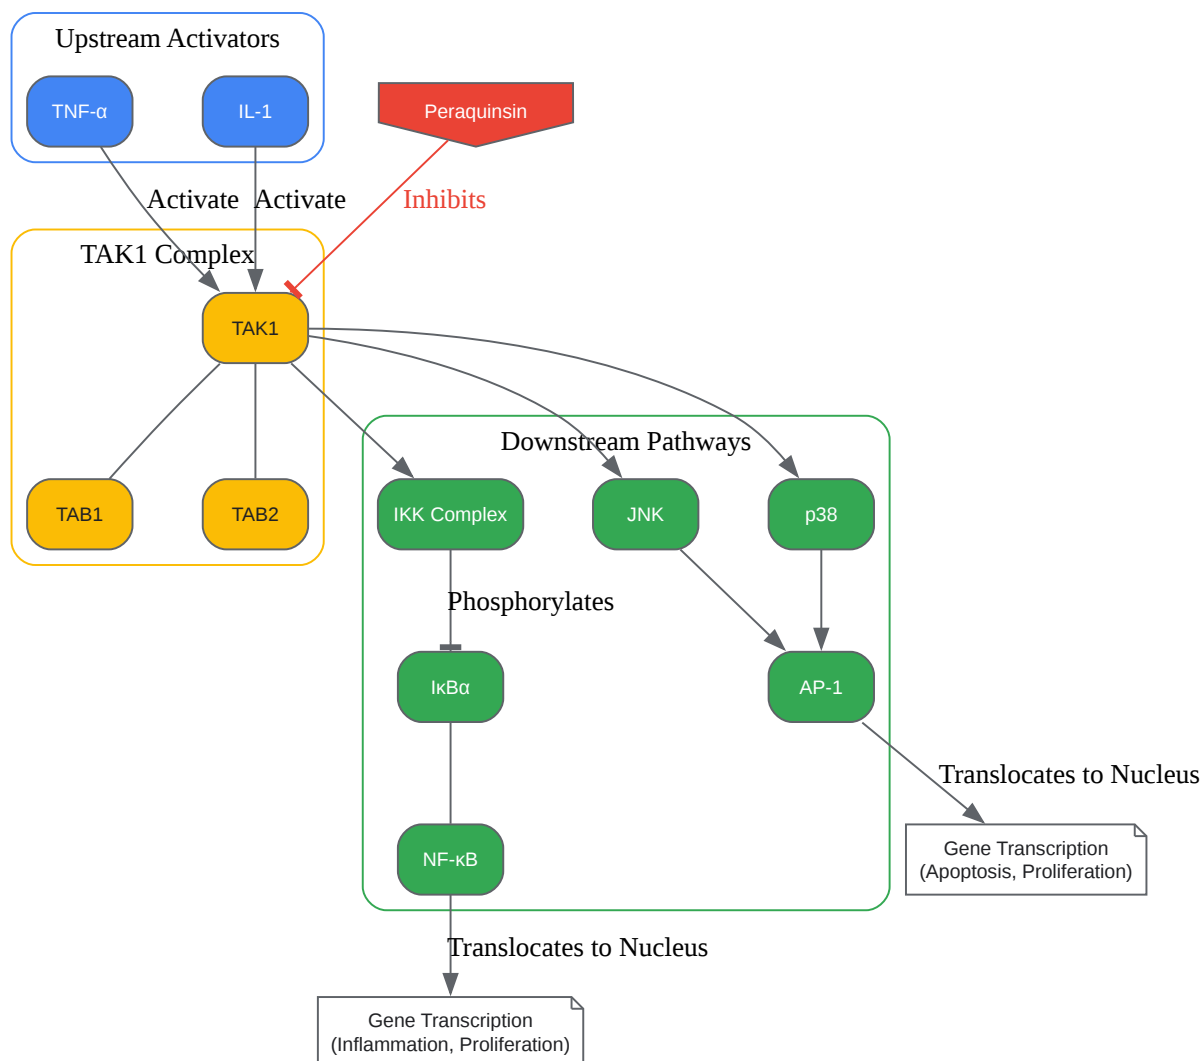 Upstream Activators
TNF-α
IL-1
Peraquinsin
Activate
Activate
Inhibits
TAK1 Complex
TAK1
Downstream Pathways
TAB1
TAB2
IKK Complex
JNK
p38
Phosphorylates
IκBα
AP-1
Translocates to Nucleus
NF-κB
Gene Transcription
(Apoptosis, Proliferation)
Translocates to Nucleus
Gene Transcription
(Inflammation, Proliferation)